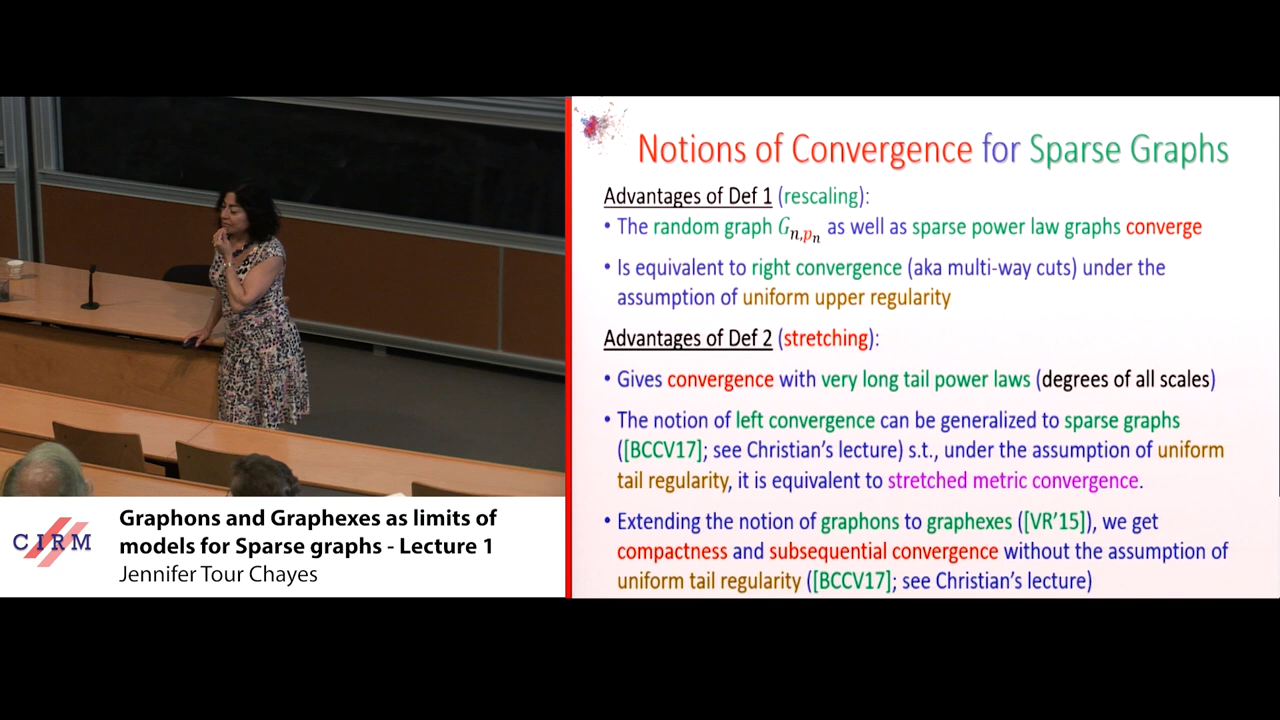 Notions of Convergence for Sparse Graphs
Advantages of Def 1 (rescaling):
• The random graph G_{n,p_n} as well as sparse power law graphs converge
• Is equivalent to right convergence (aka multi-way cuts) under the
assumption of uniform upper regularity
Advantages of Def 2 (stretching):
• Gives convergence with very long tail power laws (degrees of all scales)
• The notion of left convergence can be generalized to sparse graphs
([BCCV17]; see Christian's lecture) s.t., under the assumption of uniform
tail regularity, it is equivalent to stretched metric convergence.
• Extending the notion of graphons to graphexes ([VR'15]), we get
compactness and subsequential convergence without the assumption of
uniform tail regularity ([BCCV17]; see Christian's lecture)
CIRM
Graphons and Graphexes as limits of
models for Sparse graphs - Lecture 1
Jennifer Tour Chayes